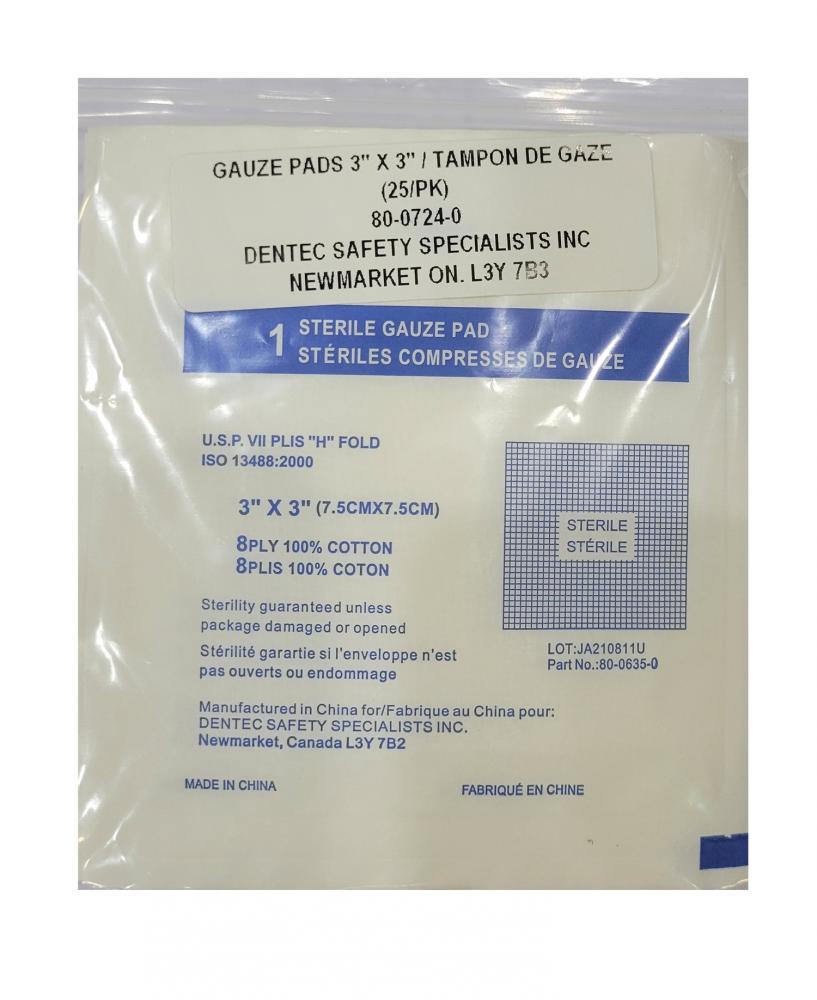 GAUZE PADS 3" X 3" / TAMPON DE GAZE
(25/PK)
80-0724-0
DENTEC SAFETY SPECIALISTS INC
NEWMARKET ON. L3Y 7B3
1 STERILE GAUZE PAD
STÉRILES COMPRESSES DE GAUZE
U.S.P. VII PLIS "H" FOLD
ISO 13488:2000
3" X 3" (7.5CMX7.5CM)
8PLY 100% COTTON
8PLIS 100% COTON
STERILE
STÉRILE
Sterility guaranteed unless
package damaged or opened
Stérilité garartie si l'enveloppe n'est
pas ouverts ou endommage
LOT:JA210811U
Part No.:80-0635-0
Manufactured in China for/Fabrique au China pour:
DENTEC SAFETY SPECIALISTS INC.
Newmarket, Canada L3Y 7B2
MADE IN CHINA
FABRIQUÉ EN CHINE